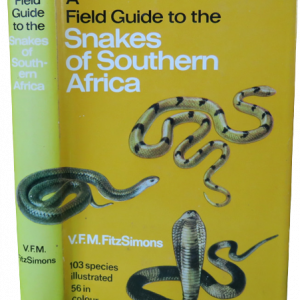 Field
Guide
to the
Snakes
of
South-
ern
Africa
V.F.M.
FitzSimons
A
Field Guide to the
Snakes
of Southern
Africa
V.F.M. FitzSimons
103 species
illustrated
56 in
colour